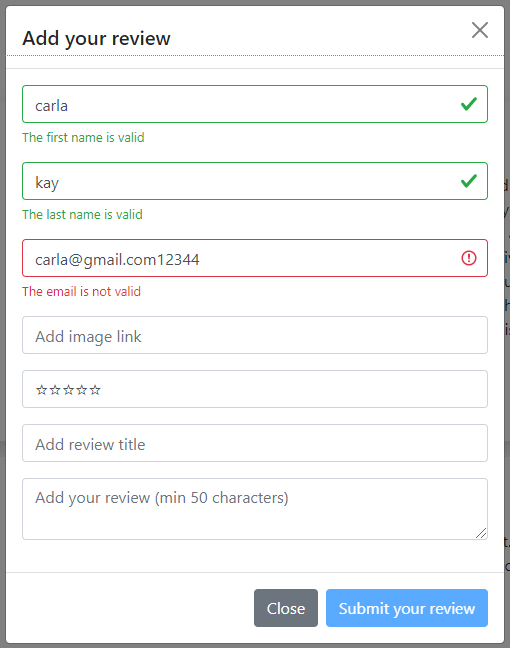 Add your review
carla
The first name is valid
kay
The last name is valid
carla@gmail.com12344
The email is not valid
Add image link
☆☆☆☆☆
Add review title
Add your review (min 50 characters)
Close
Submit your review